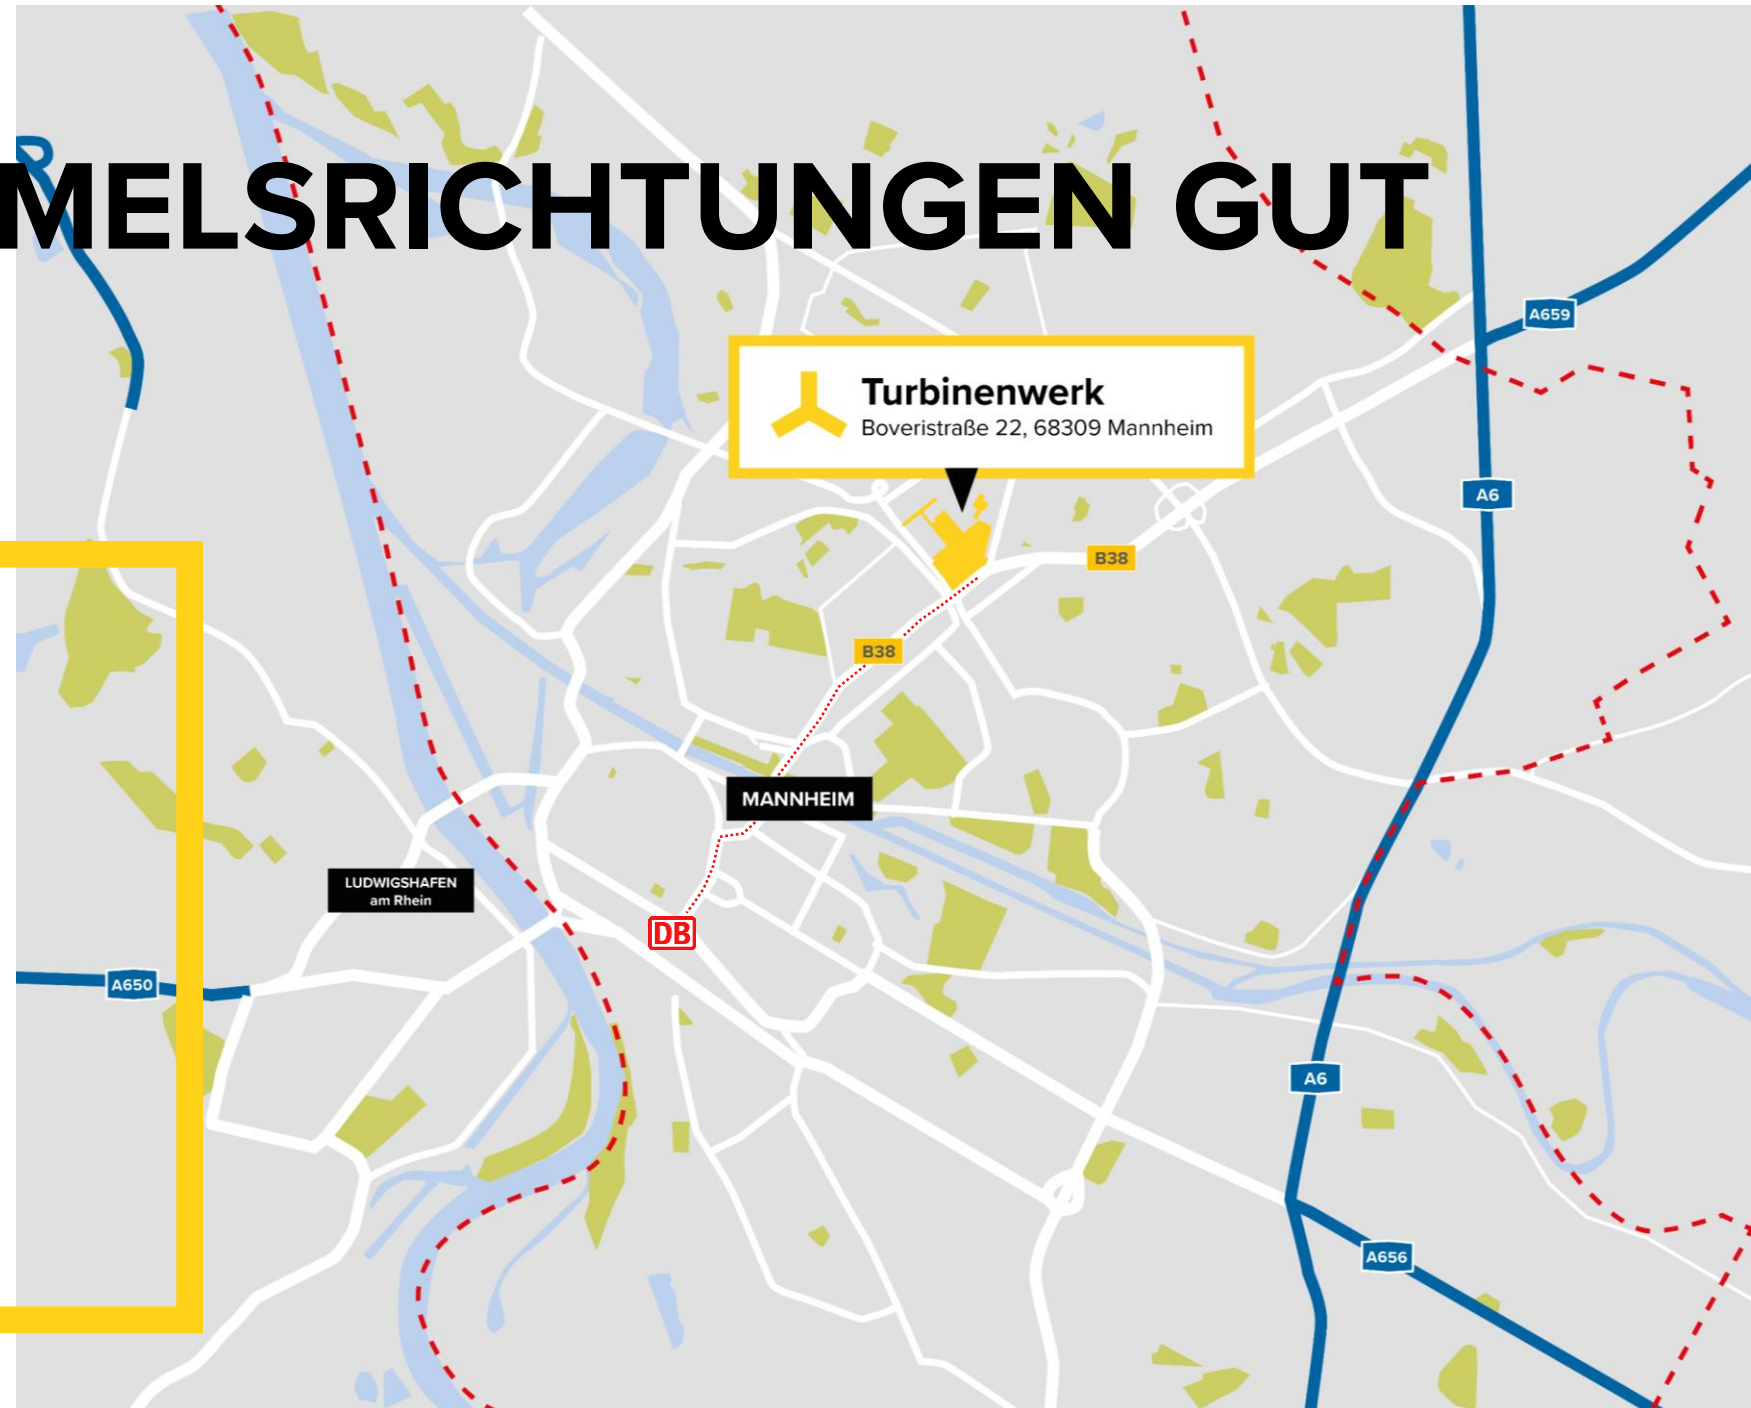 MELSRICHTUNGEN GUT
A659
Turbinenwerk
Boveristraße 22, 68309 Mannheim
A6
B38
B38
MANNHEIM
LUDWIGSHAFEN
am Rhein
DB
A650
A6
A656